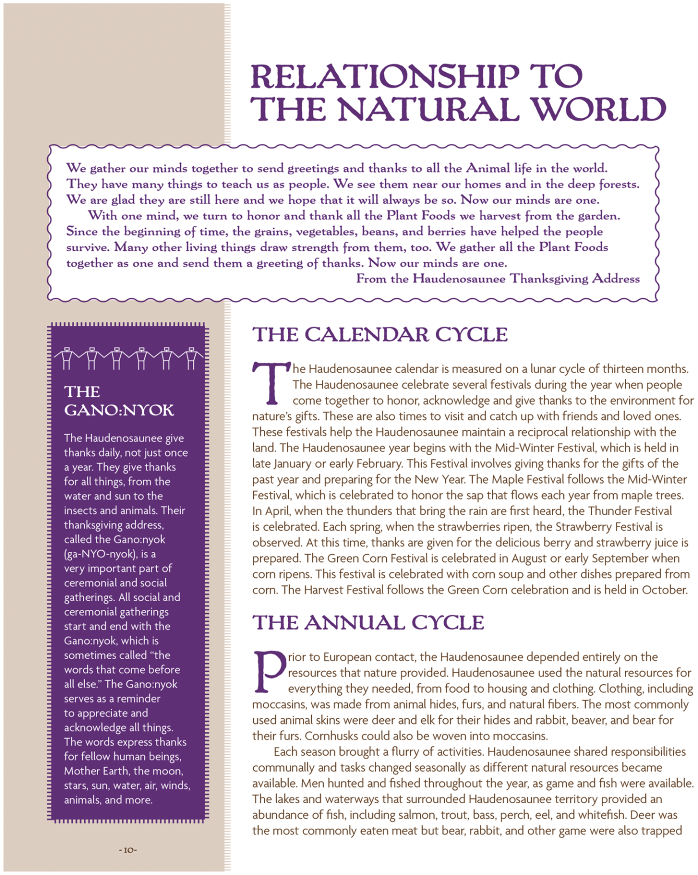 RELATIONSHIP TO
THE NATURAL WORLD
We gather our minds together to send greetings and thanks to all the Animal life in the world.
They have many things to teach us as people. We see them near our homes and in the deep forests.
We are glad they are still here and we hope that it will always be so. Now our minds are one.
With one mind, we turn to honor and thank all the Plant Foods we harvest from the garden.
Since the beginning of time, the grains, vegetables, beans, and berries have helped the people
survive. Many other living things draw strength from them, too. We gather all the Plant Foods
together as one and send them a greeting of thanks. Now our minds are one.
From the Haudenosaunee Thanksgiving Address
THE
GANO:NYOK
The Haudenosaunee give
thanks daily, not just once
a year. They give thanks
for all things, from the
water and sun to the
insects and animals. Their
thanksgiving address,
called the Gano:nyok
(ga-NYO-nyok), is a
very important part of
ceremonial and social
gatherings. All social and
ceremonial gatherings
start and end with the
Gano:nyok, which is
sometimes called “the
words that come before
all else.” The Gano:nyok
serves as a reminder
to appreciate and
acknowledge all things.
The words express thanks
for fellow human beings,
Mother Earth, the moon,
stars, sun, water, air, winds,
animals, and more.
THE CALENDAR CYCLE
The Haudenosaunee calendar is measured on a lunar cycle of thirteen months.
The Haudenosaunee celebrate several festivals during the year when people
come together to honor, acknowledge and give thanks to the environment for
nature’s gifts. These are also times to visit and catch up with friends and loved ones.
These festivals help the Haudenosaunee maintain a reciprocal relationship with the
land. The Haudenosaunee year begins with the Mid-Winter Festival, which is held in
late January or early February. This Festival involves giving thanks for the gifts of the
past year and preparing for the New Year. The Maple Festival follows the Mid-Winter
Festival, which is celebrated to honor the sap that flows each year from maple trees.
In April, when the thunders that bring the rain are first heard, the Thunder Festival
is celebrated. Each spring, when the strawberries ripen, the Strawberry Festival is
observed. At this time, thanks are given for the delicious berry and strawberry juice is
prepared. The Green Corn Festival is celebrated in August or early September when
corn ripens. This festival is celebrated with corn soup and other dishes prepared from
corn. The Harvest Festival follows the Green Corn celebration and is held in October.
THE ANNUAL CYCLE
Prior to European contact, the Haudenosaunee depended entirely on the
resources that nature provided. Haudenosaunee used the natural resources for
everything they needed, from food to housing and clothing. Clothing, including
moccasins, was made from animal hides, furs, and natural fibers. The most commonly
used animal skins were deer and elk for their hides and rabbit, beaver, and bear for
their furs. Cornhusks could also be woven into moccasins.
Each season brought a flurry of activities. Haudenosaunee shared responsibilities
communally and tasks changed seasonally as different natural resources became
available. Men hunted and fished throughout the year, as game and fish were available.
The lakes and waterways that surrounded Haudenosaunee territory provided an
abundance of fish, including salmon, trout, bass, perch, eel, and whitefish. Deer was
the most commonly eaten meat but bear, rabbit, and other game were also trapped
-10-